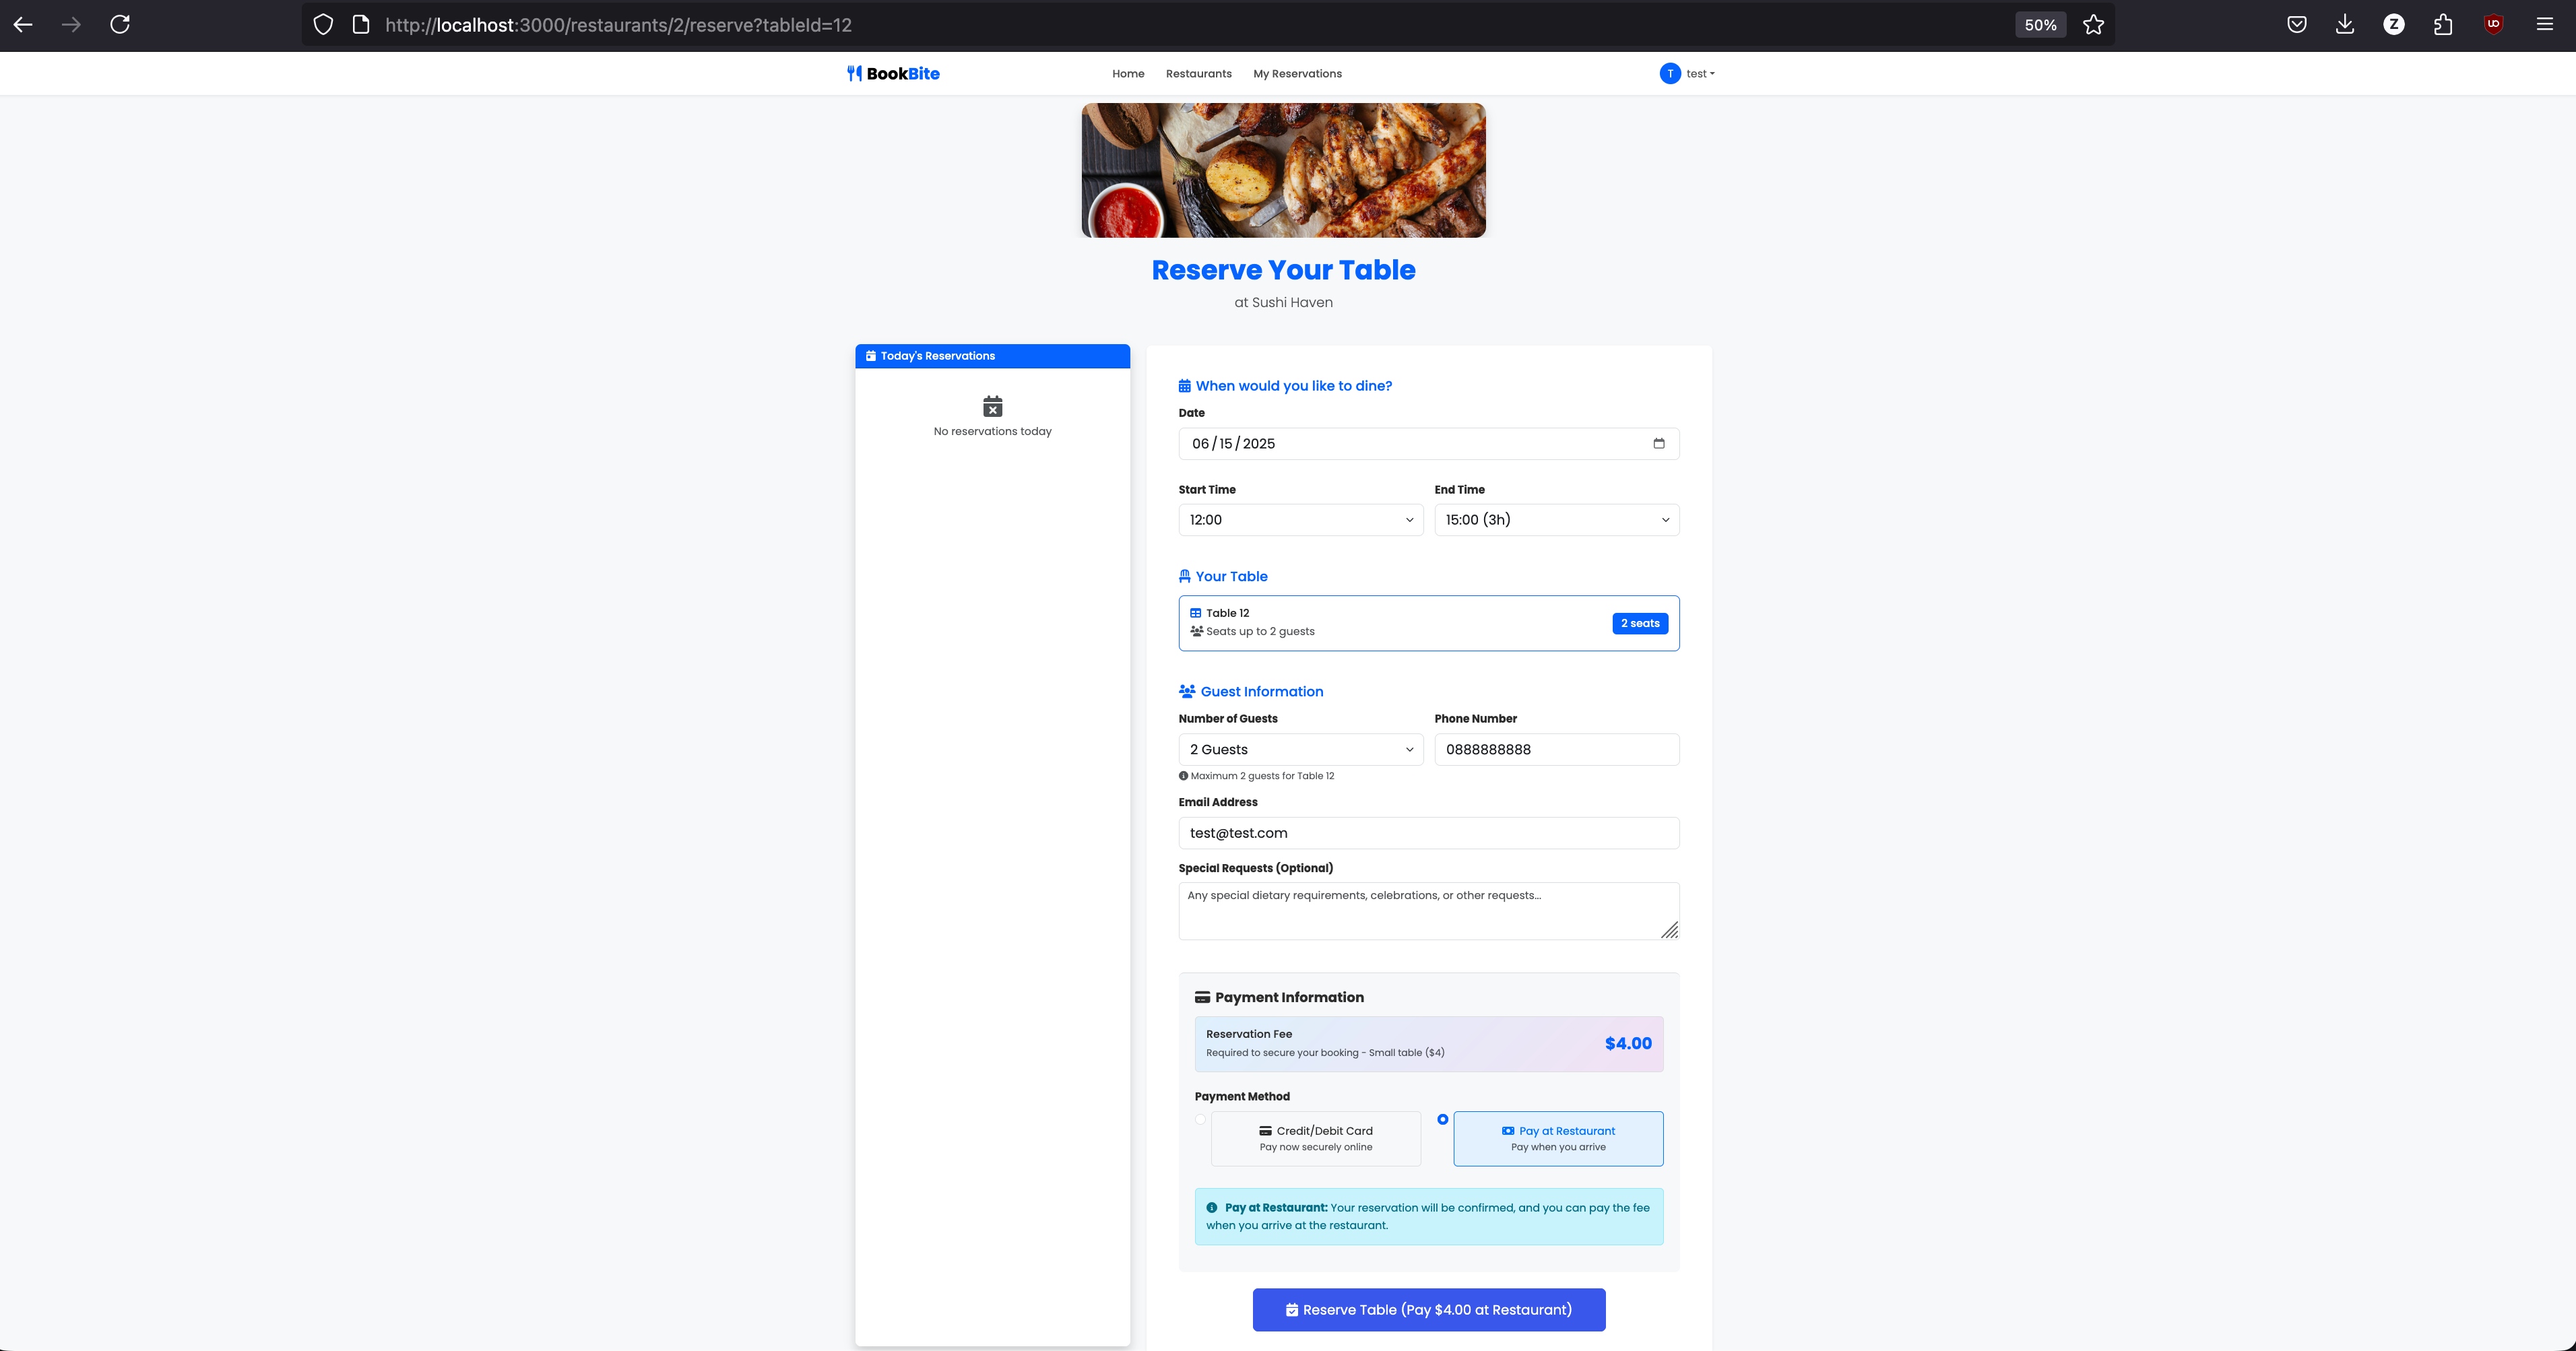 http://localhost:3000/restaurants/2/reserve?tableId=12
50%
Z
UD
BookBite
Home
Restaurants
My Reservations
T
test
Reserve Your Table
at Sushi Haven
Today's Reservations
No reservations today
When would you like to dine?
Date
06/15/2025
Start Time
End Time
12:00
15:00 (3h)
Your Table
Table 12
Seats up to 2 guests
2 seats
Guest Information
Number of Guests
Phone Number
2 Guests
0888888888
Maximum 2 guests for Table 12
Email Address
test@test.com
Special Requests (Optional)
Any special dietary requirements, celebrations, or other requests...
Payment Information
Reservation Fee
Required to secure your booking - Small table ($4)
$4.00
Payment Method
Credit/Debit Card
Pay now securely online
Pay at Restaurant
Pay when you arrive
Pay at Restaurant: Your reservation will be confirmed, and you can pay the fee
when you arrive at the restaurant.
Reserve Table (Pay $4.00 at Restaurant)